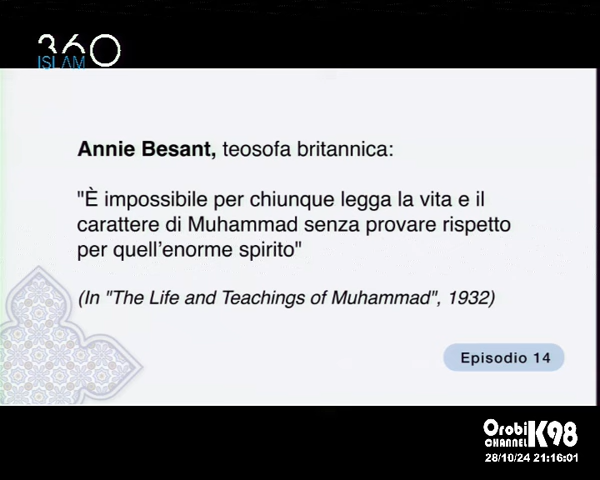 360
ISLAM
Annie Besant, teosofa britannica:
"È impossibile per chiunque legga la vita e il
carattere di Muhammad senza provare rispetto
per quell'enorme spirito"
(In "The Life and Teachings of Muhammad", 1932)
Episodio 14
Orobi
CHANNEL K98
28/10/24 21:16:01